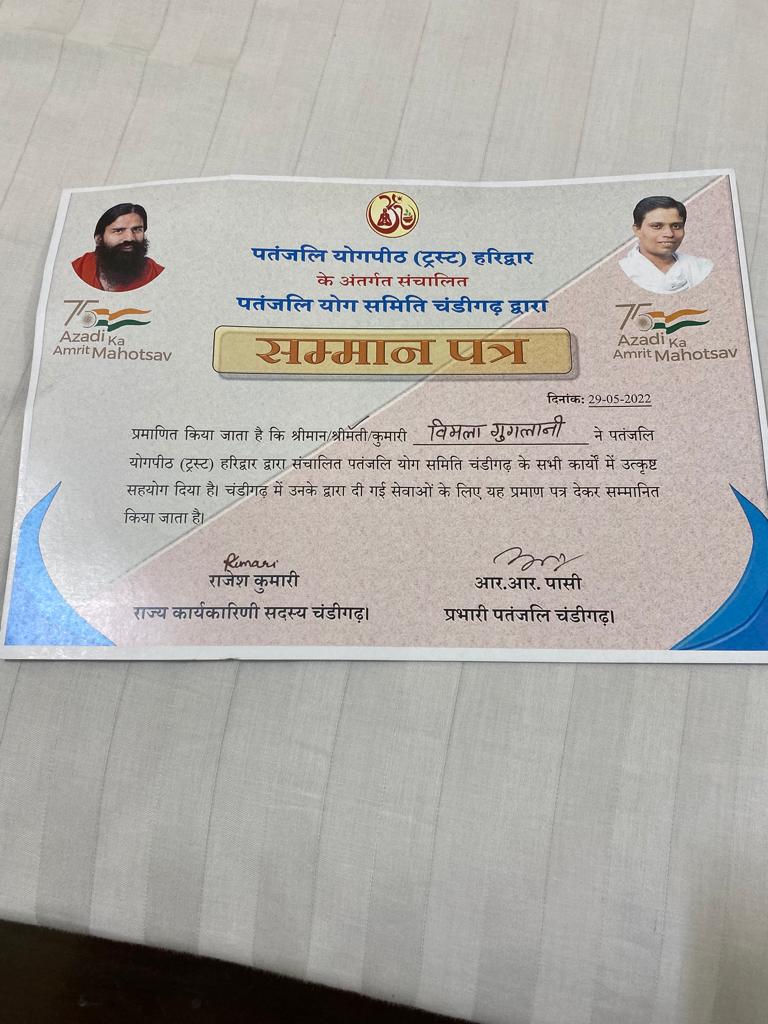 पतंजलि योगपीठ (ट्रस्ट) हरिद्वार
के अंतर्गत संचालित
पतंजलि योग समिति चंडीगढ़ द्वारा
75
Azadi Ka
Amrit Mahotsav
75
Azadi Ka
Amrit Mahotsav
सम्मान पत्र
दिनांक: 29-05-2022
प्रमाणित किया जाता है कि श्रीमान/श्रीमती/कुमारी विमला गुगलानी ने पतंजलि
योगपीठ (ट्रस्ट) हरिद्वार द्वारा संचालित पतंजलि योग समिति चंडीगढ़ के सभी कार्यों में उत्कृष्ट
सहयोग दिया है। चंडीगढ़ में उनके द्वारा दी गई सेवाओं के लिए यह प्रमाण पत्र देकर सम्मानित
किया जाता है।
Rumari
राजेश कुमारी
राज्य कार्यकारिणी सदस्य चंडीगढ़।
आर.आर. पासी
प्रभारी पतंजलि चंडीगढ़।